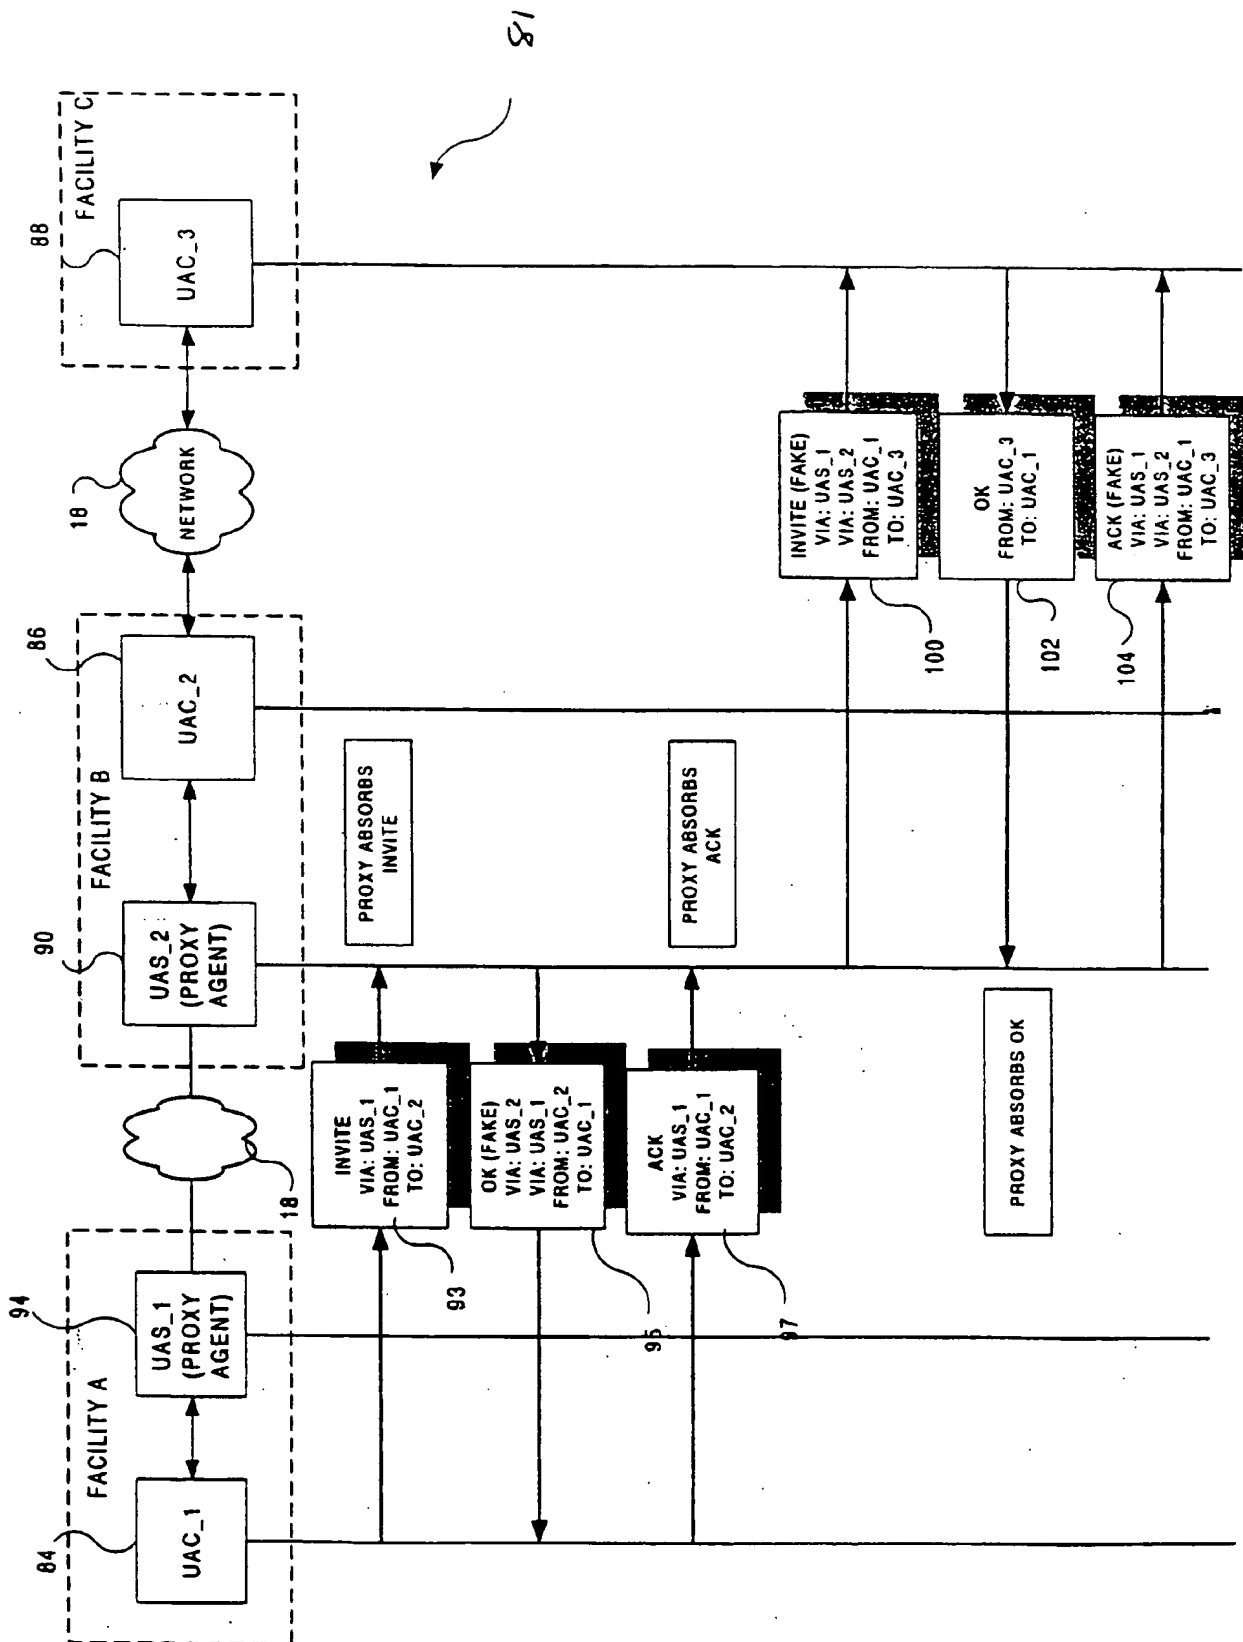 FACILITY A
84
UAC_1
94
UAS_1
(PROXY
AGENT)
18
FACILITY B
90
UAS_2
(PROXY
AGENT)
86
UAC_2
18
NETWORK
FACILITY C
88
UAC_3
18
INVITE
VIA: UAS_1
FROM: UAC_1
TO: UAC_2
93
PROXY ABSORBS
INVITE
OK (FAKE)
VIA: UAS_2
VIA: UAS_1
FROM: UAC_2
TO: UAC_1
95
ACK
VIA: UAS_1
FROM: UAC_1
TO: UAC_2
97
PROXY ABSORBS
ACK
INVITE (FAKE)
VIA: UAS_1
VIA: UAS_2
FROM: UAC_1
TO: UAC_3
100
OK
FROM: UAC_3
TO: UAC_1
102
PROXY ABSORBS OK
ACK (FAKE)
VIA: UAS_1
VIA: UAS_2
FROM: UAC_1
TO: UAC_3
104